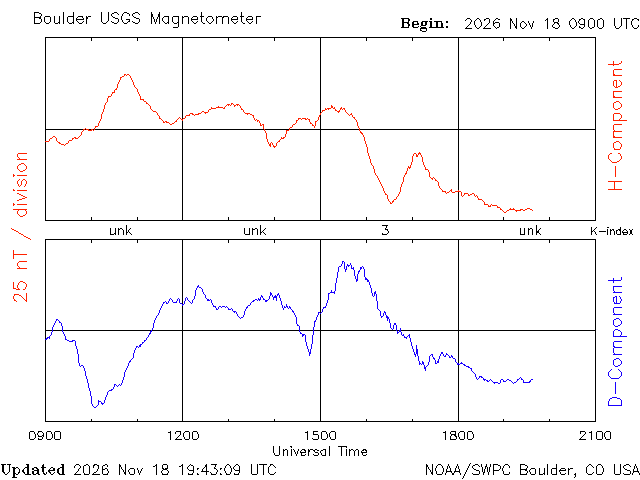 Boulder USGS Magnetometer
Begin: 2026 Nov 18 0900 UTC
H-Component
25 nT / division
unk unk 3 unk K-index
D-Component
0900 1200 1500 1800 2100
Universal Time
Updated 2026 Nov 18 19:43:09 UTC
NOAA/SWPC Boulder, CO USA